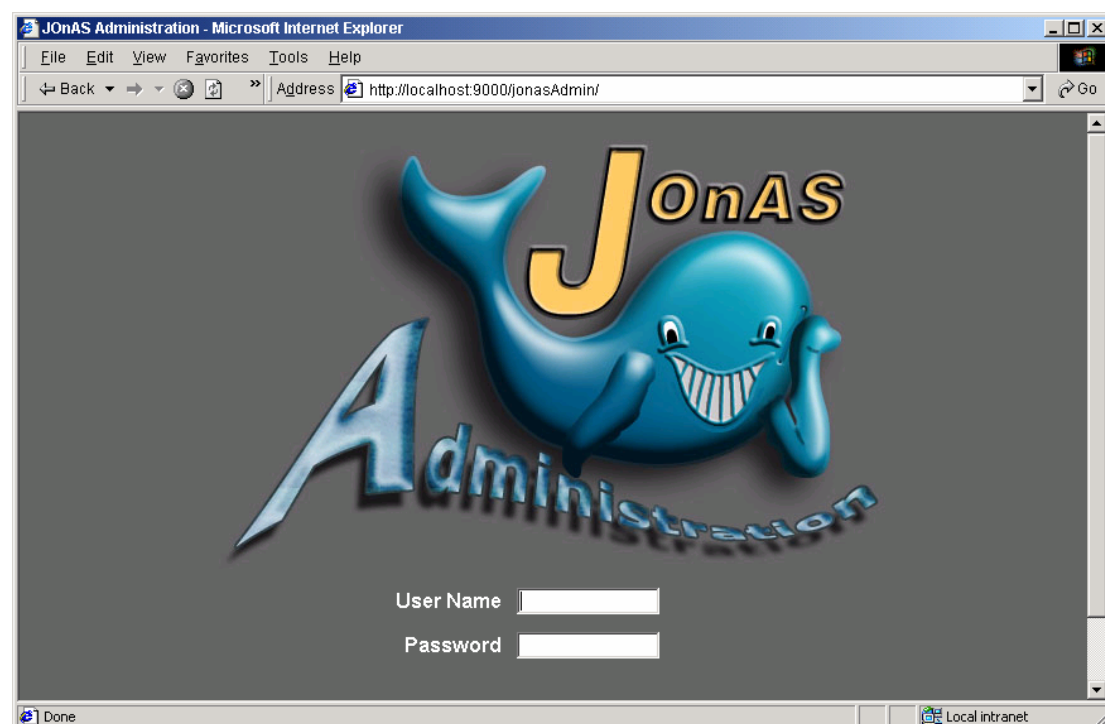 JOnAS Administration - Microsoft Internet Explorer
File Edit View Favorites Tools Help
Back » Address http://localhost:9000/jonasAdmin/ Go
JOnAS
Administration
User Name
Password
Done Local intranet